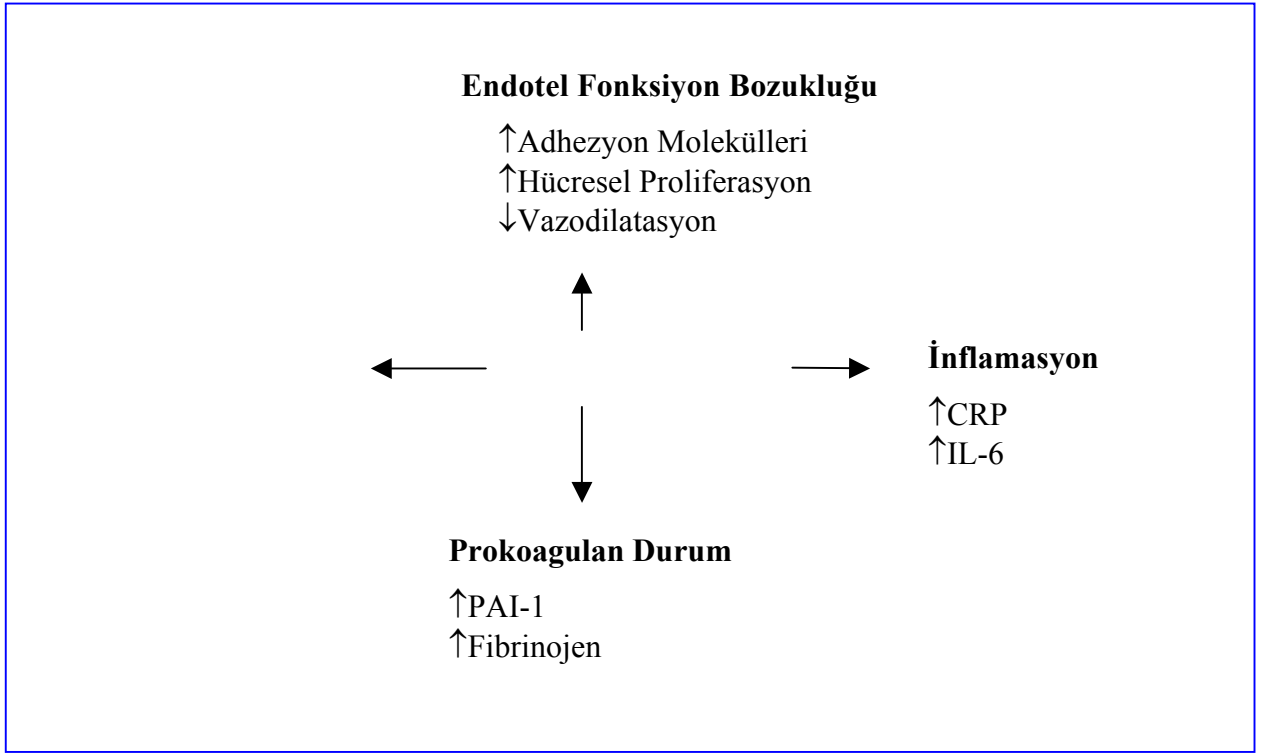 Endotel Fonksiyon Bozukluğu
↑Adhezyon Molekülleri
↑Hücresel Proliferasyon
↓Vazodilatasyon
İnflamasyon
↑CRP
↑IL-6
Prokoagulan Durum
↑PAI-1
↑Fibrinojen